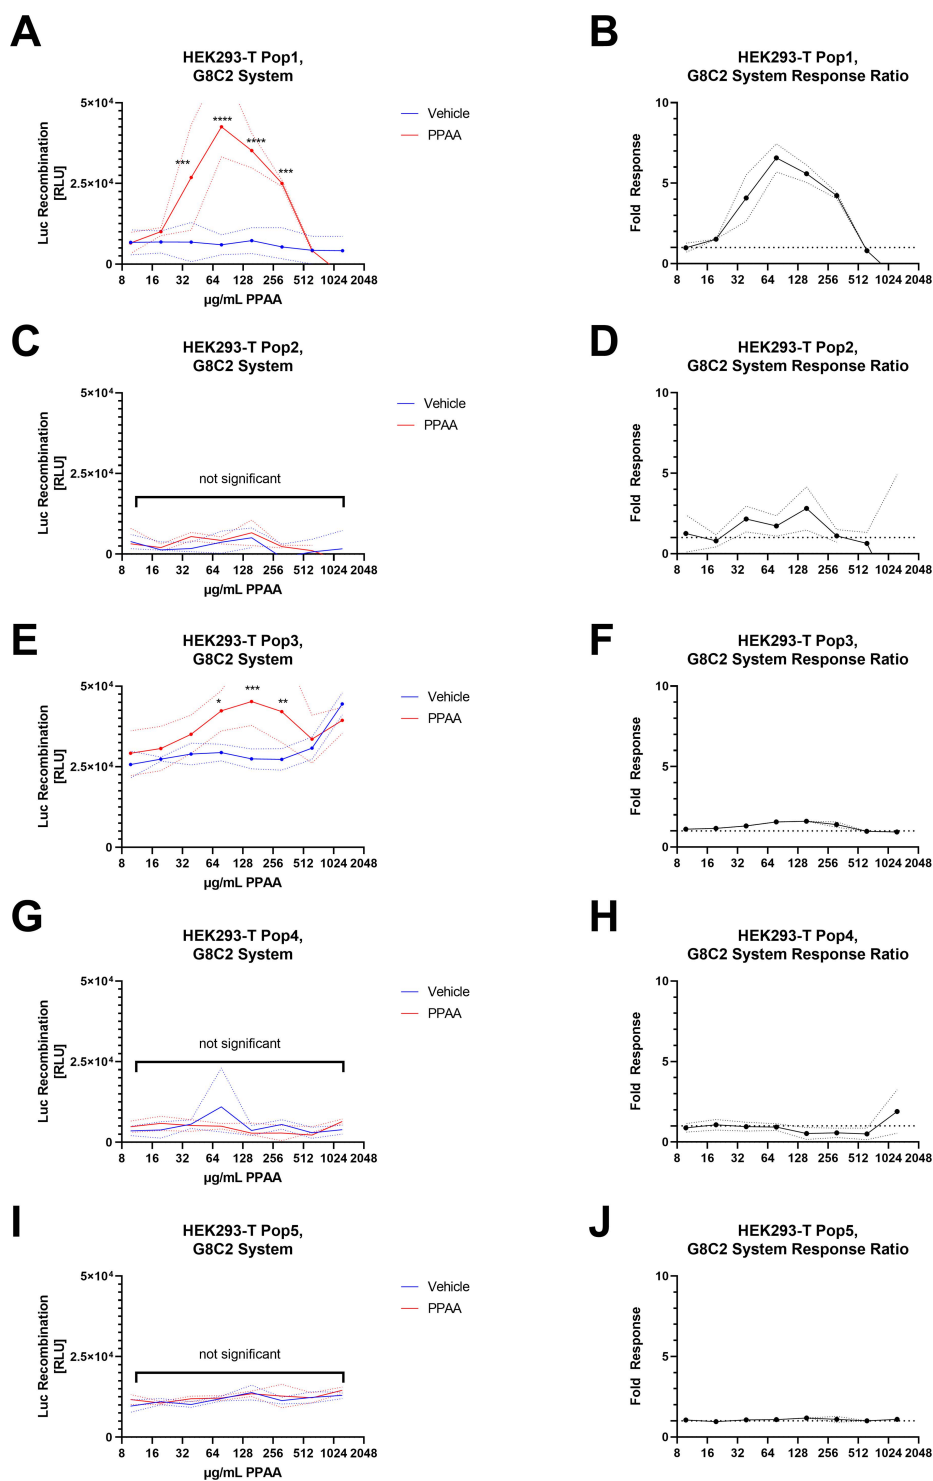 A
HEK293-T Pop1,
G8C2 System
5×10⁴
2.5×10⁴
0
Luc Recombination
[RLU]
***
****
****
***
8 16 32 64 128 256 512 1024 2048
µg/mL PPAA
Vehicle
PPAA
B
HEK293-T Pop1,
G8C2 System Response Ratio
10
5
0
Fold Response
8 16 32 64 128 256 512 1024 2048
C
HEK293-T Pop2,
G8C2 System
5×10⁴
2.5×10⁴
0
Luc Recombination
[RLU]
not significant
8 16 32 64 128 256 512 1024 2048
µg/mL PPAA
Vehicle
PPAA
D
HEK293-T Pop2,
G8C2 System Response Ratio
10
5
0
Fold Response
8 16 32 64 128 256 512 1024 2048
E
HEK293-T Pop3,
G8C2 System
5×10⁴
2.5×10⁴
0
Luc Recombination
[RLU]
*
***
**
8 16 32 64 128 256 512 1024 2048
µg/mL PPAA
Vehicle
PPAA
F
HEK293-T Pop3,
G8C2 System Response Ratio
10
5
0
Fold Response
8 16 32 64 128 256 512 1024 2048
G
HEK293-T Pop4,
G8C2 System
5×10⁴
2.5×10⁴
0
Luc Recombination
[RLU]
not significant
8 16 32 64 128 256 512 1024 2048
µg/mL PPAA
Vehicle
PPAA
H
HEK293-T Pop4,
G8C2 System Response Ratio
10
5
0
Fold Response
8 16 32 64 128 256 512 1024 2048
I
HEK293-T Pop5,
G8C2 System
5×10⁴
2.5×10⁴
0
Luc Recombination
[RLU]
not significant
8 16 32 64 128 256 512 1024 2048
µg/mL PPAA
Vehicle
PPAA
J
HEK293-T Pop5,
G8C2 System Response Ratio
10
5
0
Fold Response
8 16 32 64 128 256 512 1024 2048